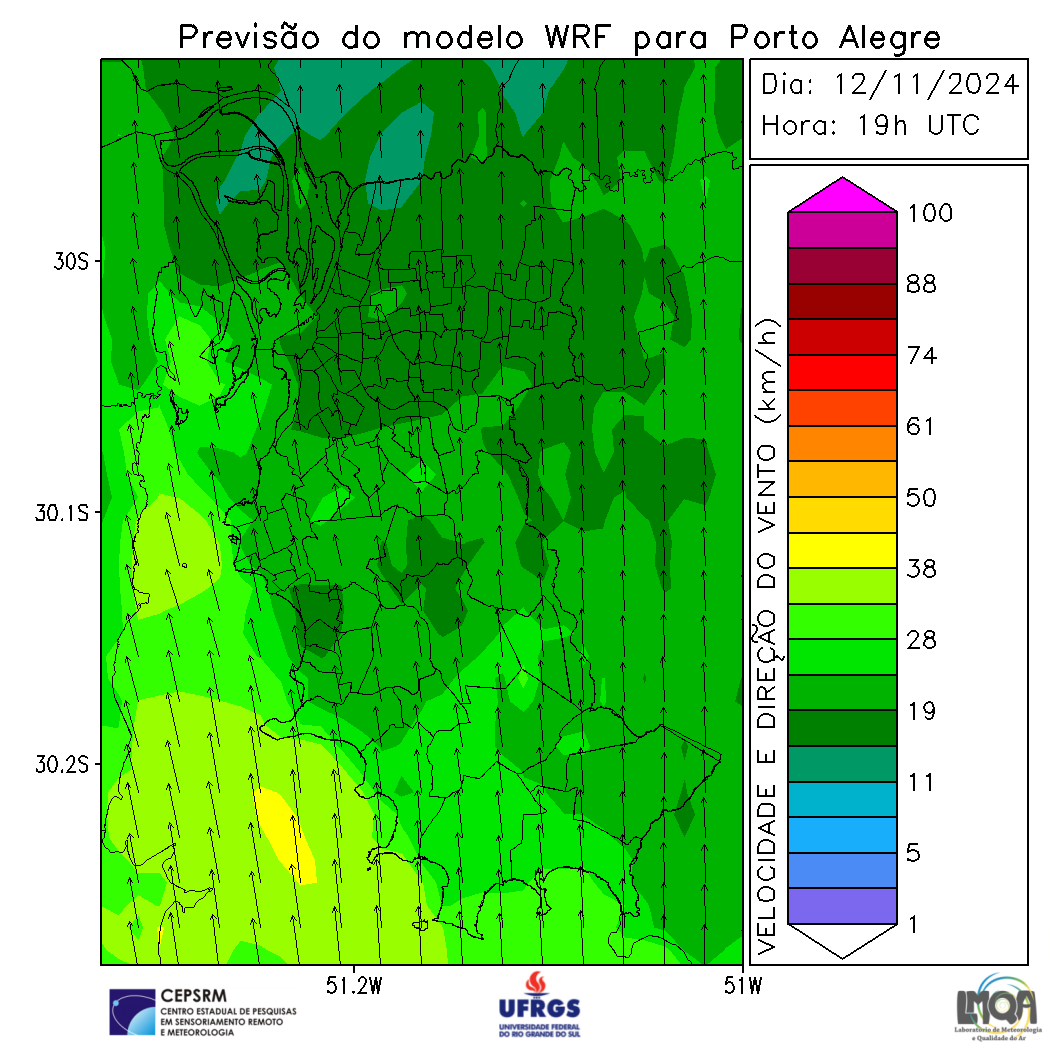 Previsão do modelo WRF para Porto Alegre
Dia: 12/11/2024
Hora: 19h UTC
30S
30.1S
30.2S
51.2W
51W
VELOCIDADE E DIREÇÃO DO VENTO (km/h)
100
88
74
61
50
38
28
19
11
5
1
CEPSRM
CENTRO ESTADUAL DE PESQUISAS
EM SENSORIAMENTO REMOTO
E METEOROLOGIA
UFRGS
UNIVERSIDADE FEDERAL
DO RIO GRANDE DO SUL
LMQA
Laboratório de Meteorologia
e Qualidade do Ar